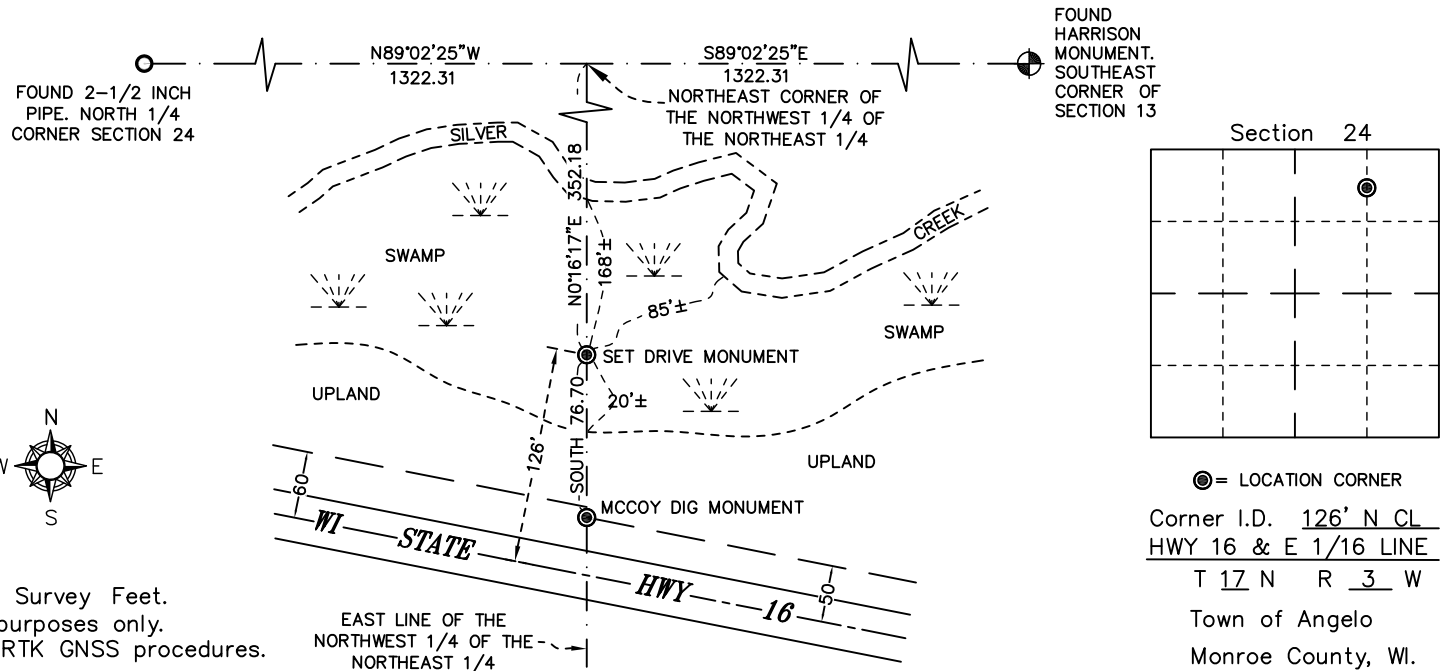 N89°02'25"W
1322.31
S89°02'25"E
1322.31
FOUND
HARRISON
MONUMENT.
SOUTHEAST
CORNER OF
SECTION 13
FOUND 2-1/2 INCH
PIPE. NORTH 1/4
CORNER SECTION 24
NORTHEAST CORNER OF
THE NORTHWEST 1/4 OF
THE NORTHEAST 1/4
SILVER
CREEK
N0°16'17"E 352.18
168'±
85'±
SWAMP
SWAMP
SET DRIVE MONUMENT
UPLAND
20'±
SOUTH 76.70
126'
UPLAND
MCCOY DIG MONUMENT
60
WI STATE HWY 16
50
EAST LINE OF THE
NORTHWEST 1/4 OF THE
NORTHEAST 1/4
N
W E
S
Survey Feet.
purposes only.
RTK GNSS procedures.
Section 24
= LOCATION CORNER
Corner I.D. 126' N CL
HWY 16 & E 1/16 LINE
T 17 N R 3 W
Town of Angelo
Monroe County, WI.